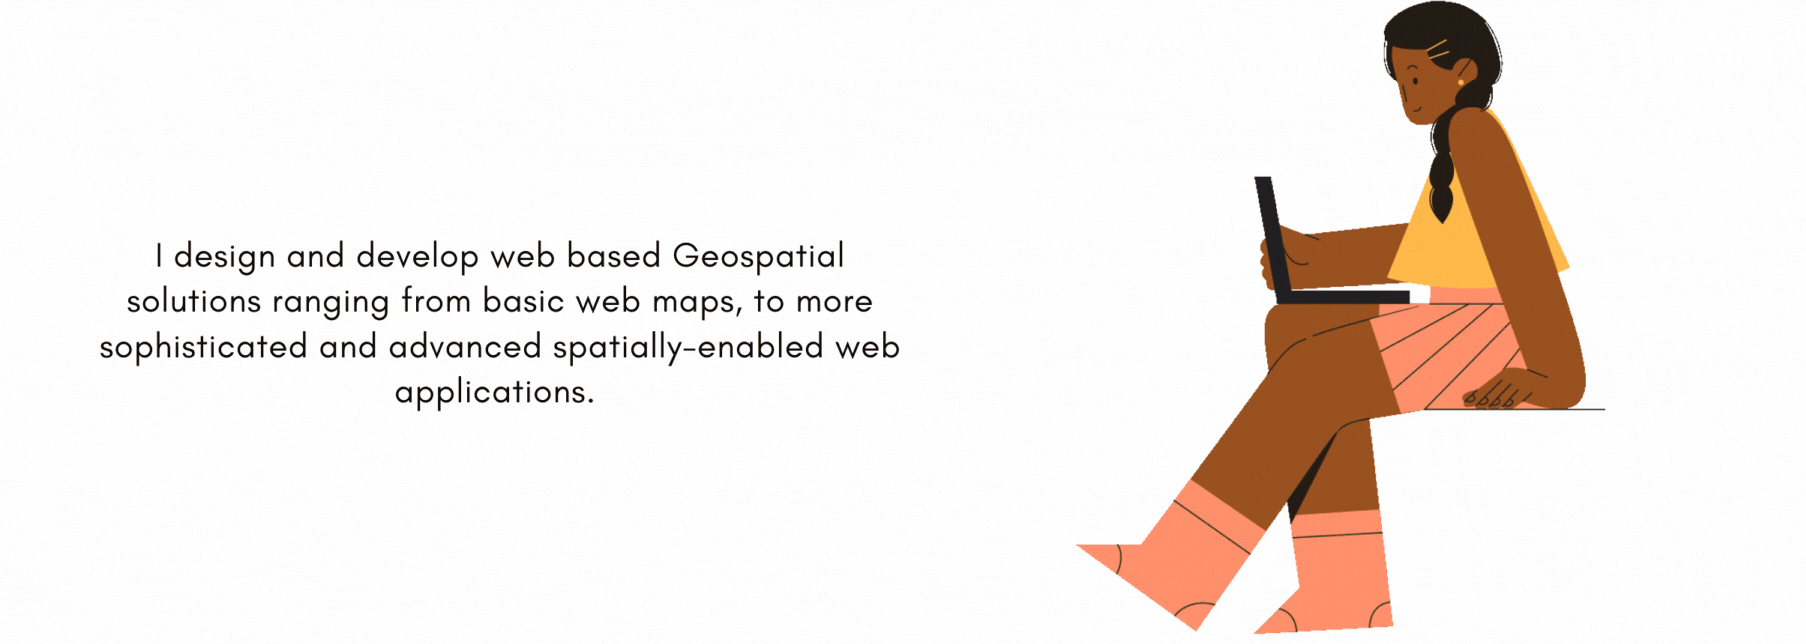 I design and develop web based Geospatial
solutions ranging from basic web maps, to more
sophisticated and advanced spatially-enabled web
applications.